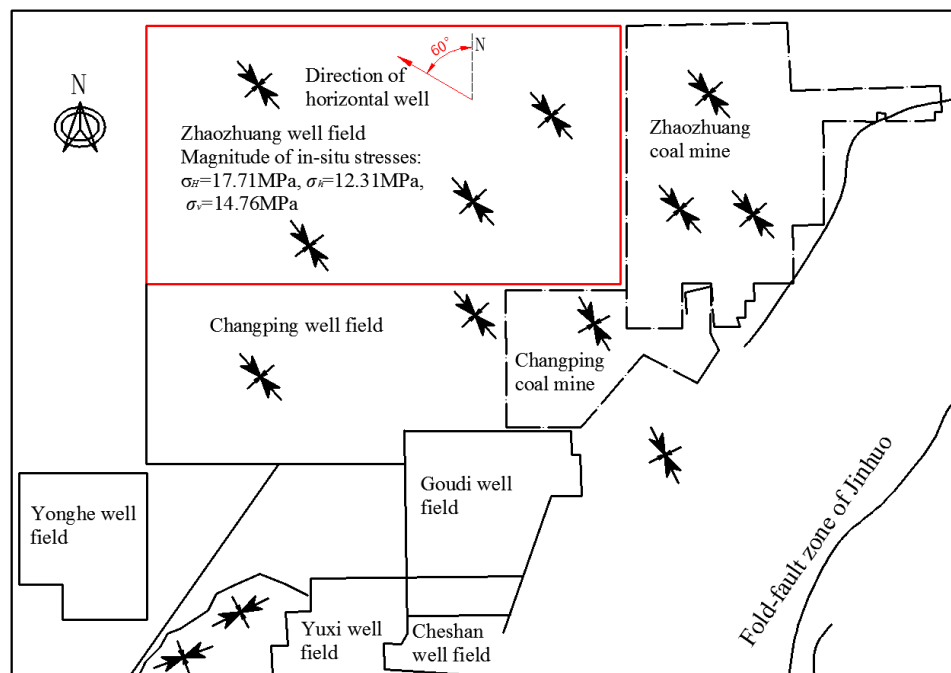 N
60°
N
Direction of
horizontal well
Zhaozhuang well field
Magnitude of in-situ stresses:
σH=17.71MPa, σh=12.31MPa,
σv=14.76MPa
Zhaozhuang
coal mine
Changping well field
Changping
coal mine
Goudi well
field
Yonghe well
field
Fold-fault zone of Jinhuo
Yuxi well
field
Cheshan
well field